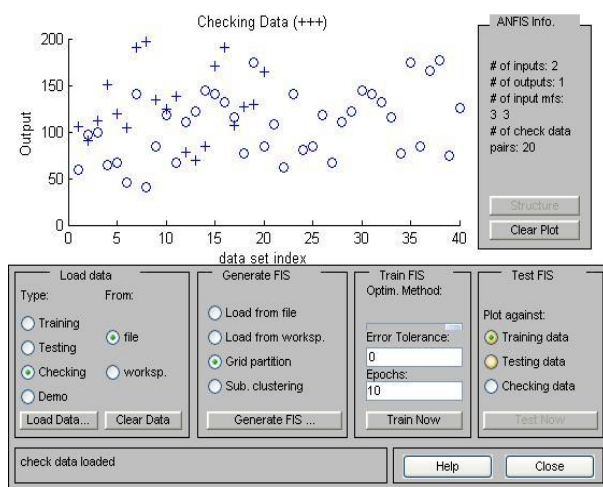 Checking Data (+++)
200
150
100
50
0
Output
0 5 10 15 20 25 30 35 40
data set index
ANFIS Info.
# of inputs: 2
# of outputs: 1
# of input mfs:
3 3
# of check data
pairs: 20
Structure
Clear Plot
Load data
Type:
From:
Training
Testing
Checking
Demo
file
worksp.
Load Data...
Clear Data
Generate FIS
Load from file
Load from worksp.
Grid partition
Sub. clustering
Generate FIS ...
Train FIS
Optim. Method:
Error Tolerance:
0
Epochs:
10
Train Now
Test FIS
Plot against:
Training data
Testing data
Checking data
Test Now
check data loaded
Help
Close